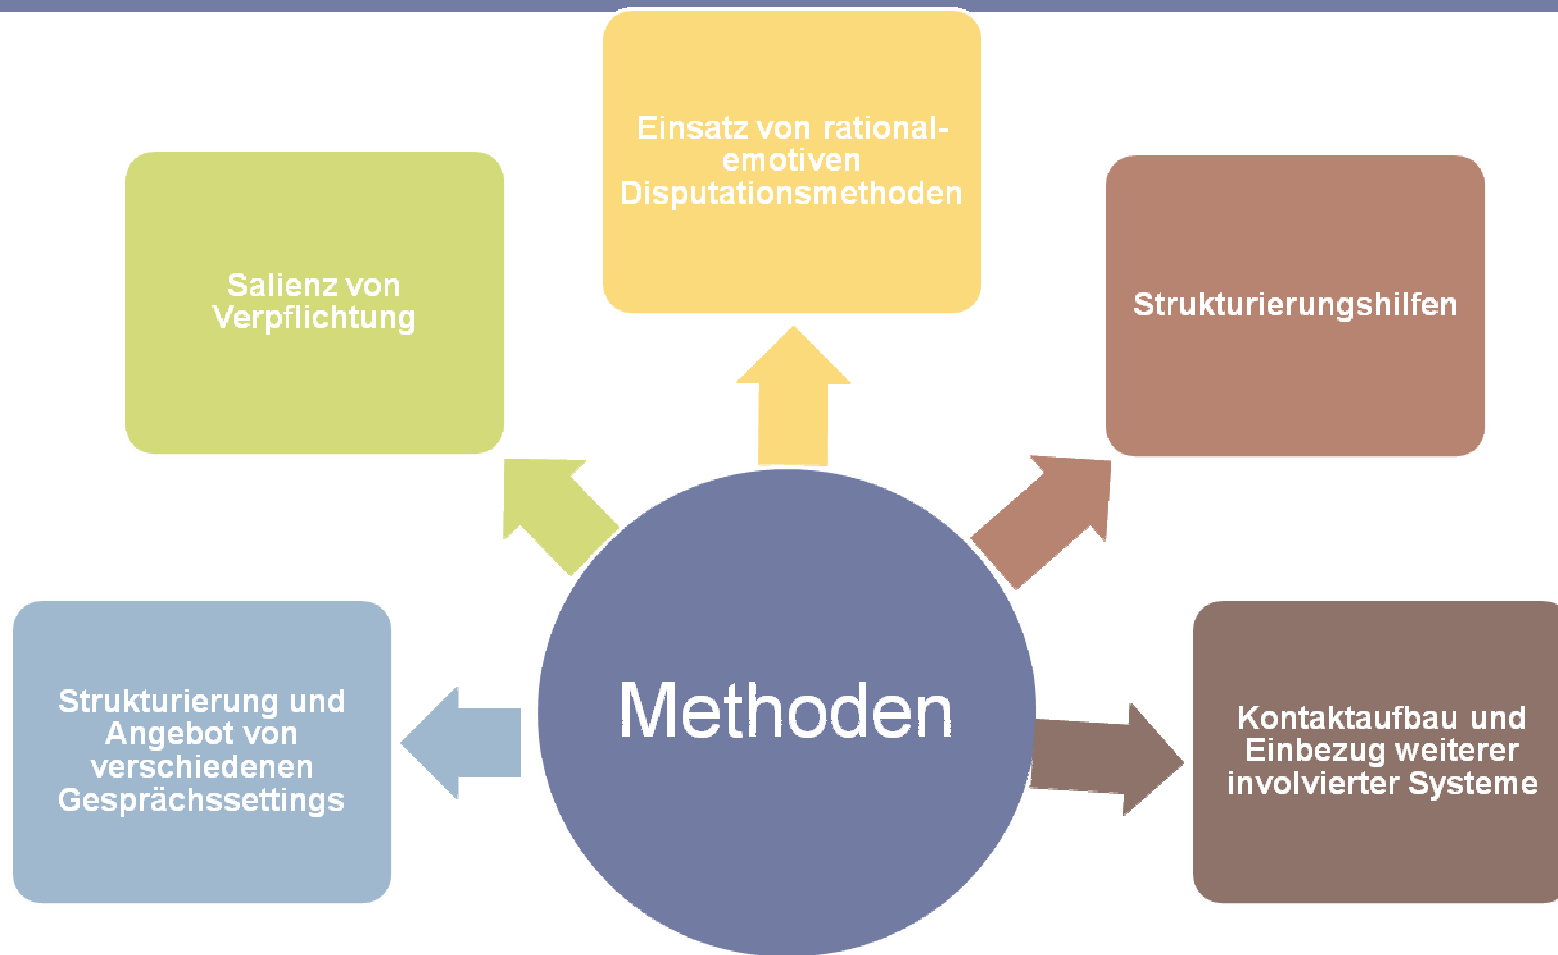 Einsatz von rational-
emotiven
Disputationsmethoden
Salienz von
Verpflichtung
Strukturierungshilfen
Strukturierung und
Angebot von
verschiedenen
Gesprächssettings
Methoden
Kontaktaufbau und
Einbezug weiterer
involvierter Systeme